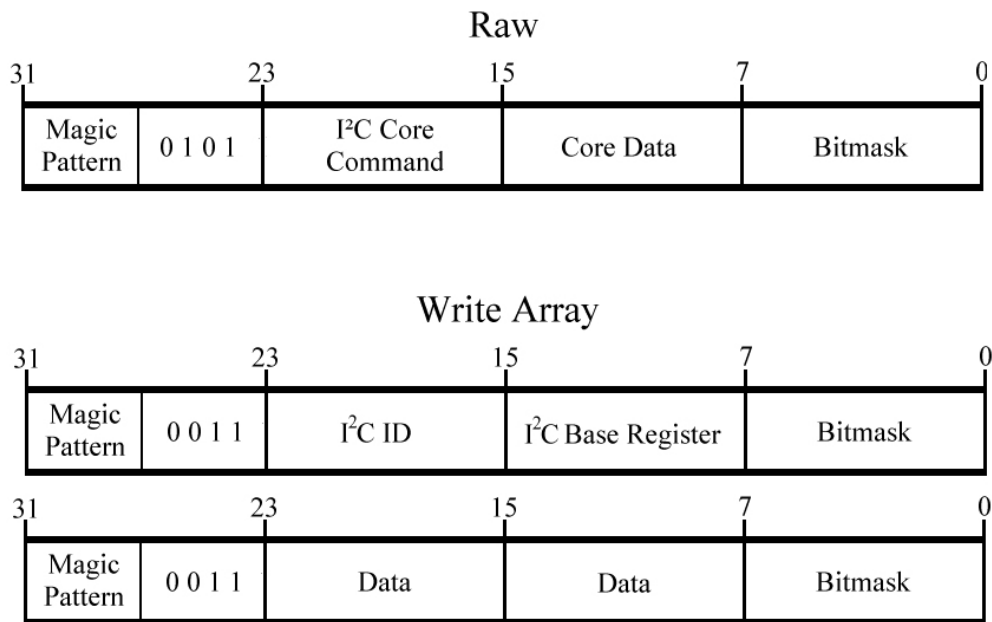 Raw
31 23 15 7 0
Magic Pattern 0 1 0 1 I²C Core Command Core Data Bitmask
Write Array
31 23 15 7 0
Magic Pattern 0 0 1 1 I²C ID I²C Base Register Bitmask
31 23 15 7 0
Magic Pattern 0 0 1 1 Data Data Bitmask